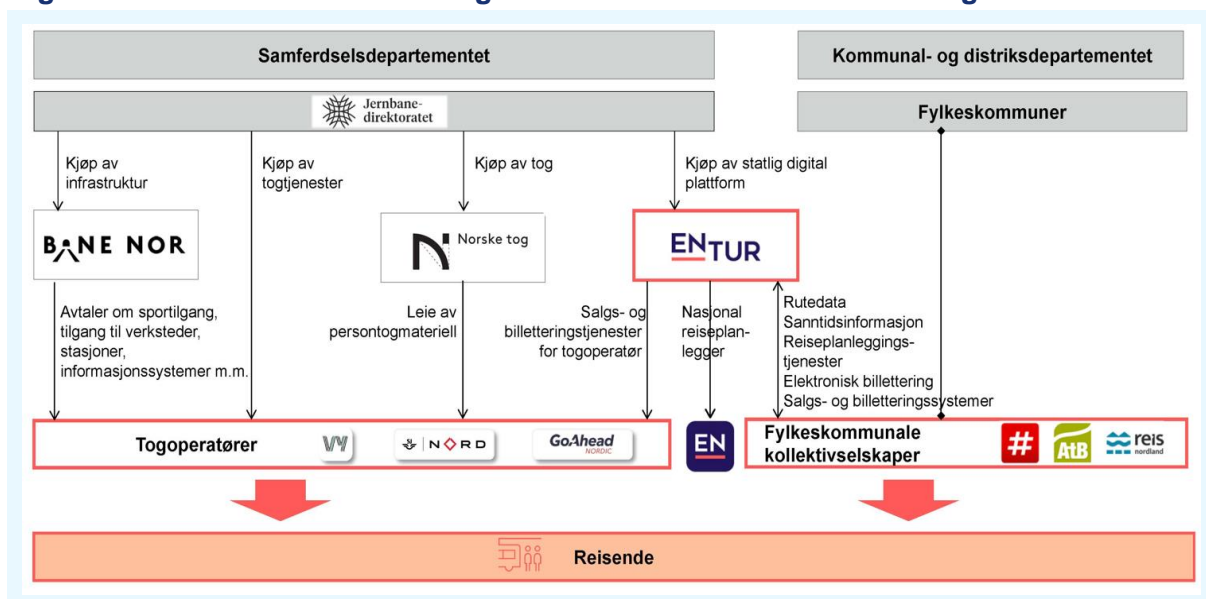 Samferdselsdepartementet
Kommunal- og distriksdepartementet
Jernbane-
direktoratet
Fylkeskommuner
Kjøp av
infrastruktur
Kjøp av
togtjenester
Kjøp av tog
Kjøp av statlig digital
plattform
BANE NOR
Norske tog
ENTUR
Avtaler om sportilgang,
tilgang til verksteder,
stasjoner,
informasjonssystemer m.m.
Leie av
persontogmateriell
Salgs- og
billetteringstjenester
for togoperatør
Nasjonal
reiseplan-
legger
Rutedata
Sanntidsinformasjon
Reiseplanleggings-
tjenester
Elektronisk billettering
Salgs- og billetteringssystemer
Togoperatører
VY
SJ NORD
GoAhead
NORDIC
EN
Fylkeskommunale
kollektivselskaper
#
AtB
reis
nordland
Reisende